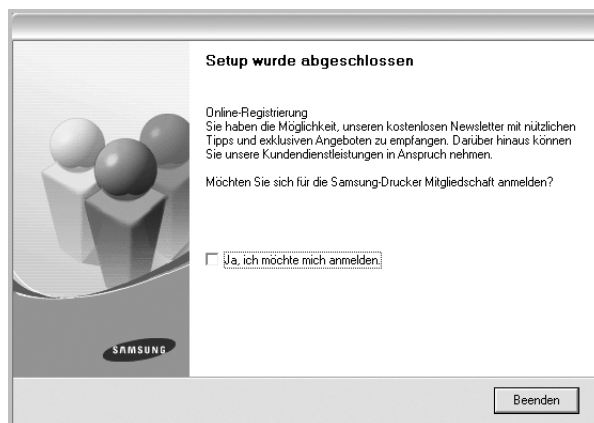 Setup wurde abgeschlossen
Online-Registrierung
Sie haben die Möglichkeit, unseren kostenlosen Newsletter mit nützlichen
Tipps und exklusiven Angeboten zu empfangen. Darüber hinaus können
Sie unsere Kundendienstleistungen in Anspruch nehmen.
Möchten Sie sich für die Samsung-Drucker Mitgliedschaft anmelden?
Ja, ich möchte mich anmelden.
SAMSUNG
Beenden